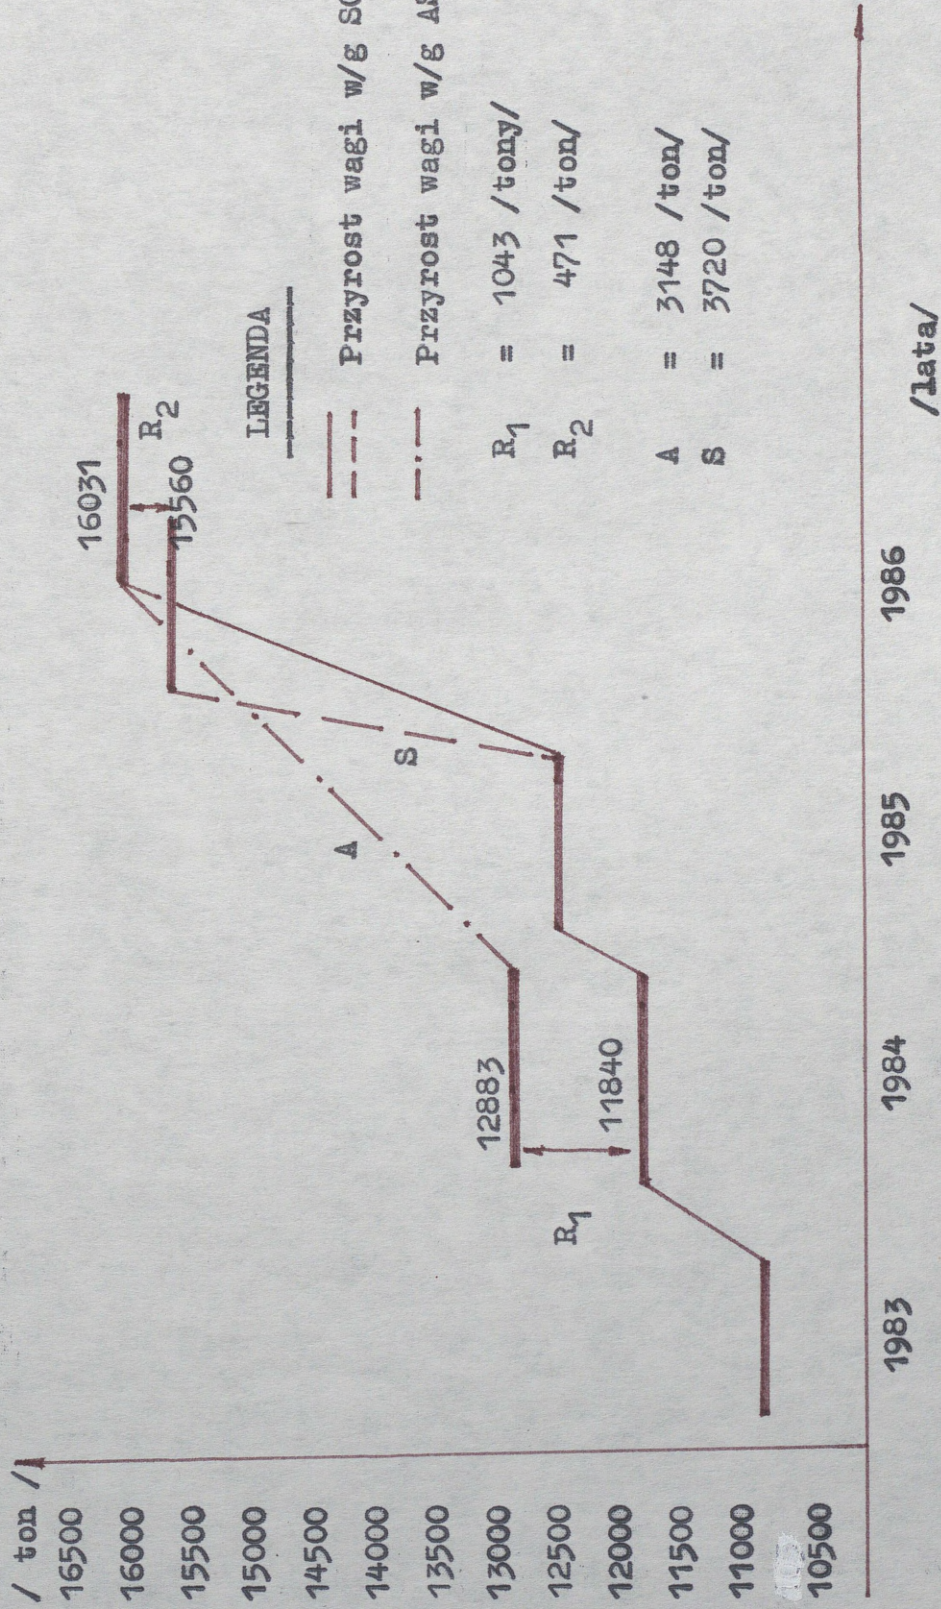 / ton /
16500
16000
15500
15000
14500
14000
13500
13000
12500
12000
11500
11000
10500
16031
R2
15560
A
S
12883
11840
R1
1983
1984
1985
1986
/lata/
LEGENDA
Przyrost wagi w/g
Przyrost wagi w/g
R1 = 1043 /tony/
R2 = 471 /ton/
A = 3148 /ton/
S = 3720 /ton/